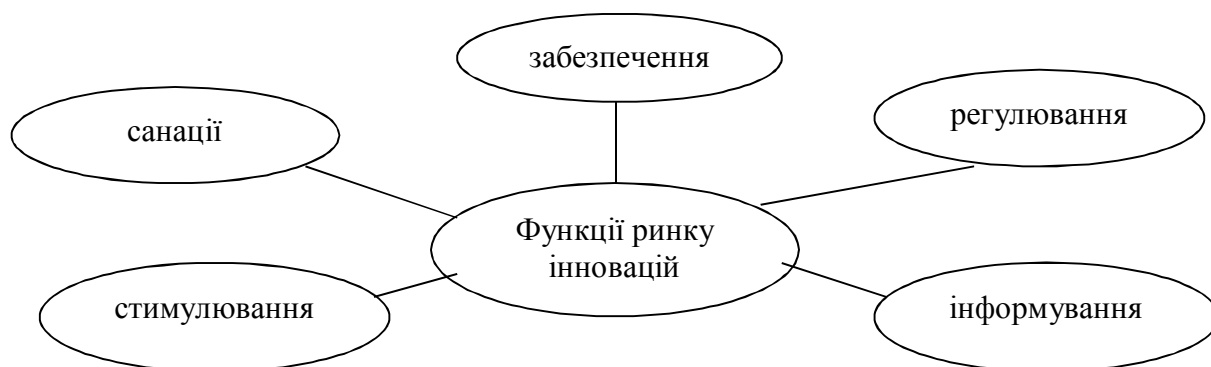 забезпечення
санації
регулювання
Функції ринку
інновацій
стимулювання
інформування